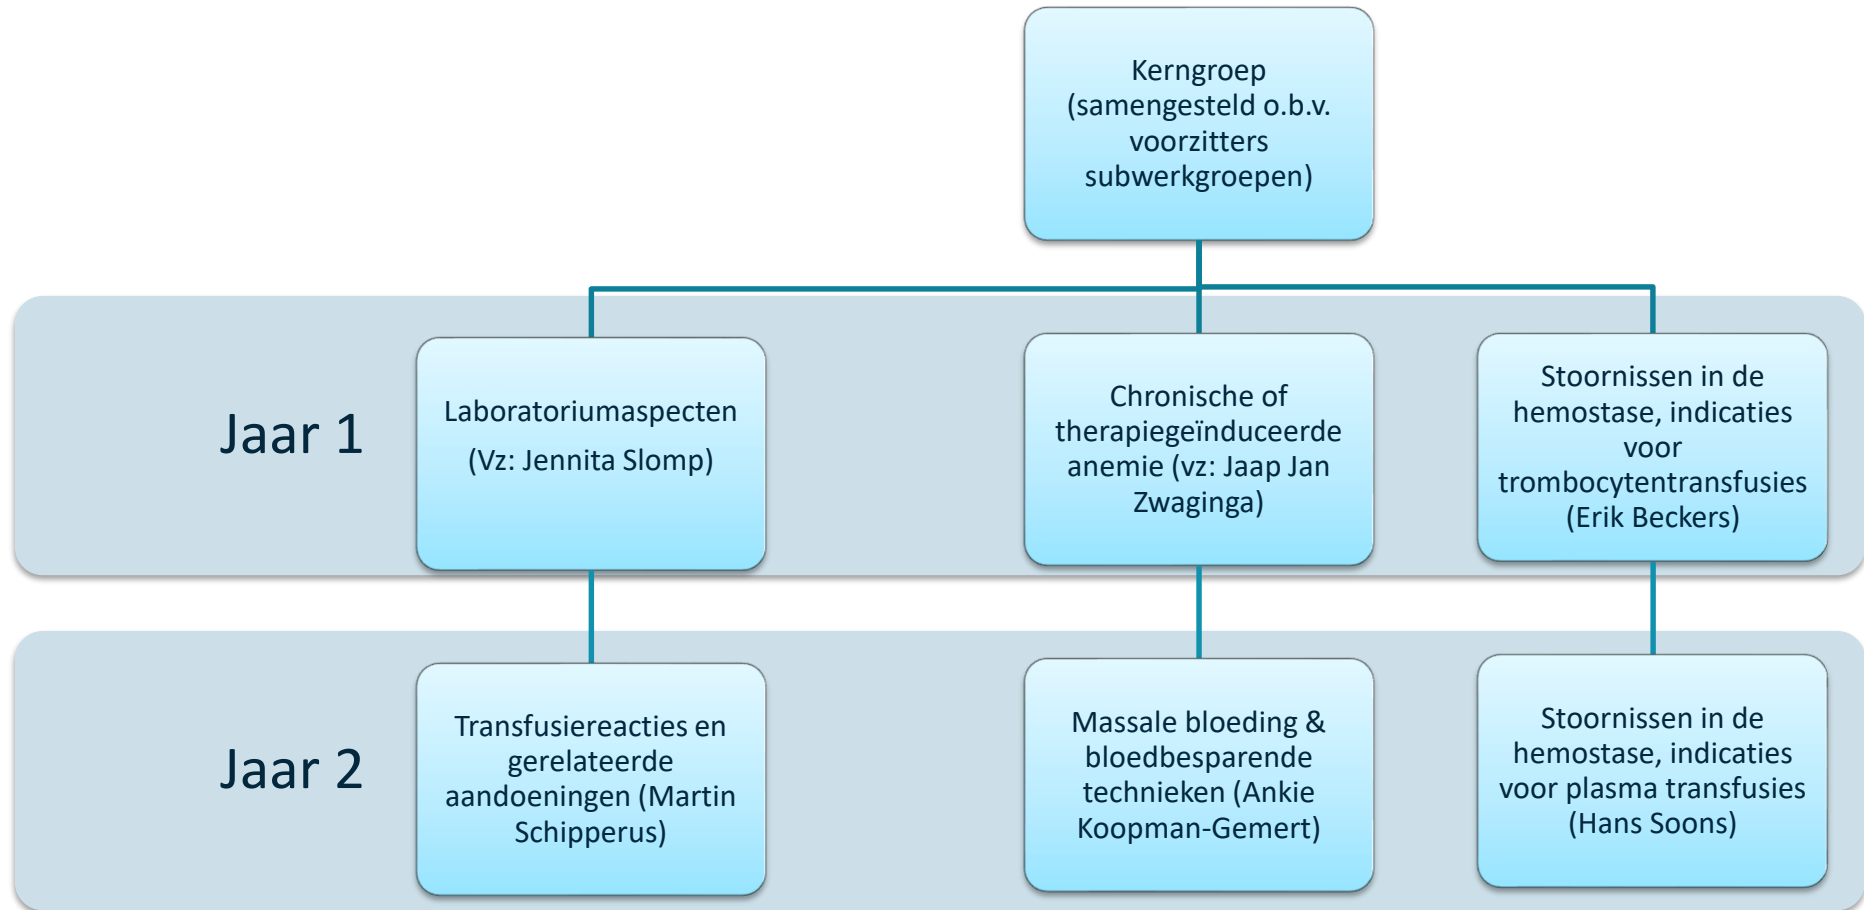 Kerngroep
(samengesteld o.b.v.
voorzitters
subwerkgroepen)
Jaar 1
Laboratoriumaspecten
(Vz: Jennita Slomp)
Chronische of
therapiegeïnduceerde
anemie (vz: Jaap Jan
Zwaginga)
Stoornissen in de
hemostase, indicaties
voor
trombocytentransfusies
(Erik Beckers)
Jaar 2
Transfusiereacties en
gerelateerde
aandoeningen (Martin
Schipperus)
Massale bloeding &
bloedbesparende
technieken (Ankie
Koopman-Gemert)
Stoornissen in de
hemostase, indicaties
voor plasma transfusies
(Hans Soons)